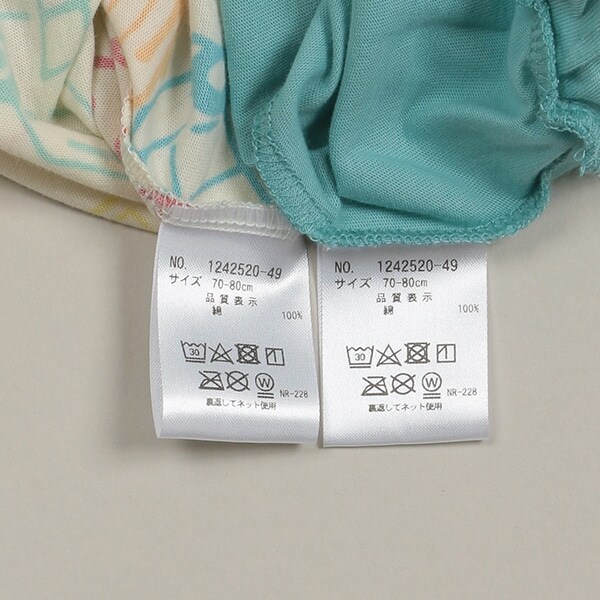 NO. 1242520-49
サイズ 70-80cm
品質表示
綿 100%
30
W
NR-228
裏返してネット使用
NO. 1242520-49
サイズ 70-80cm
品質表示
綿 100%
30
W
NR-228
裏返してネット使用